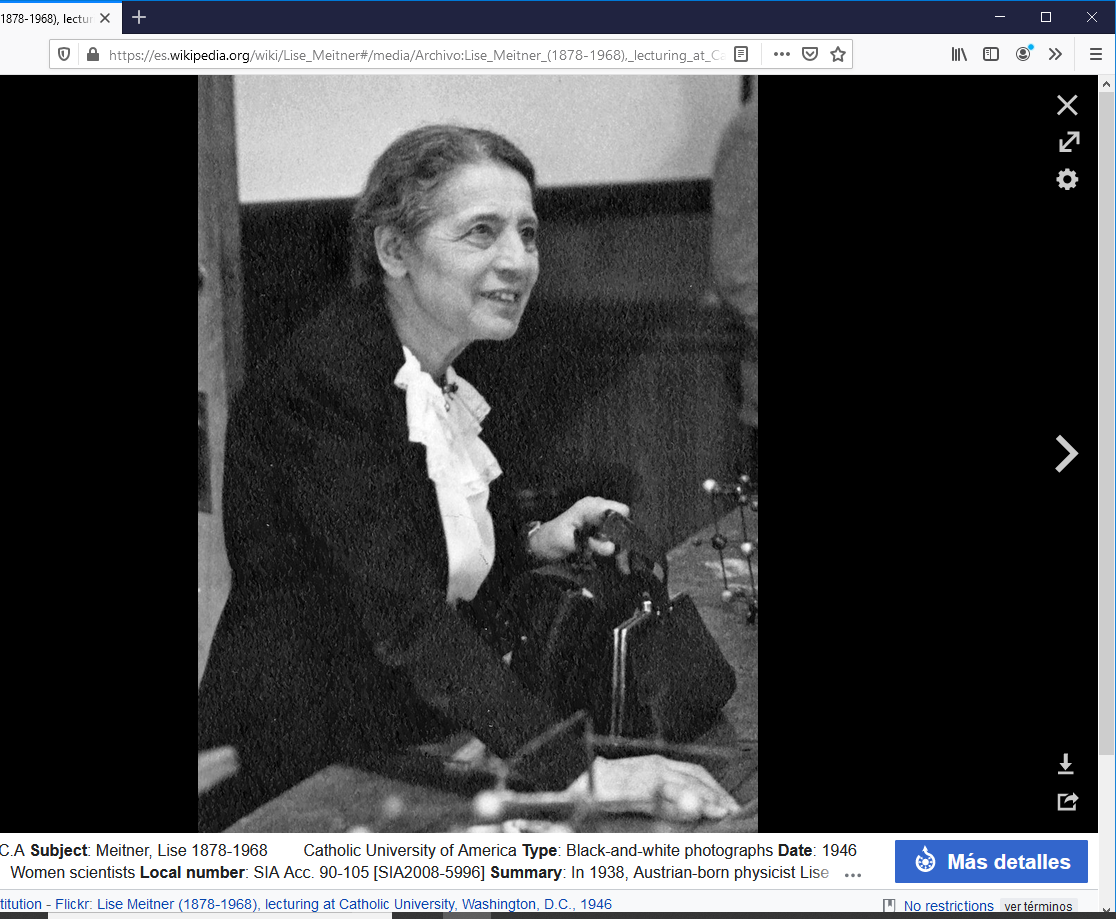 1878-1968), lectur
https://es.wikipedia.org/wiki/Lise_Meitner#/media/Archivo:Lise_Meitner_(1878-1968),_lecturing_at_Ca
C.A Subject: Meitner, Lise 1878-1968 Catholic University of America Type: Black-and-white photographs Date: 1946
Women scientists Local number: SIA Acc. 90-105 [SIA2008-5996] Summary: In 1938, Austrian-born physicist Lise ...
Más detalles
titution - Flickr: Lise Meitner (1878-1968), lecturing at Catholic University, Washington, D.C., 1946
No restrictions ver términos